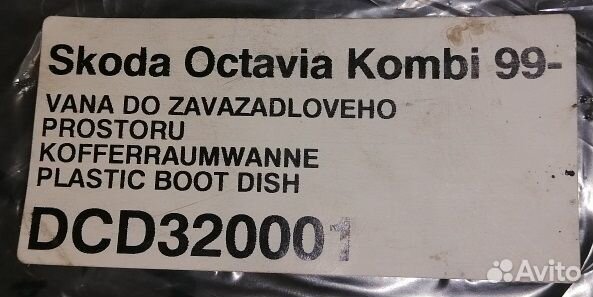 Skoda Octavia Kombi 99-
VANA DO ZAVAZADLOVEHO
PROSTORU
KOFFERRAUMWANNE
PLASTIC BOOT DISH
DCD320001
Avito